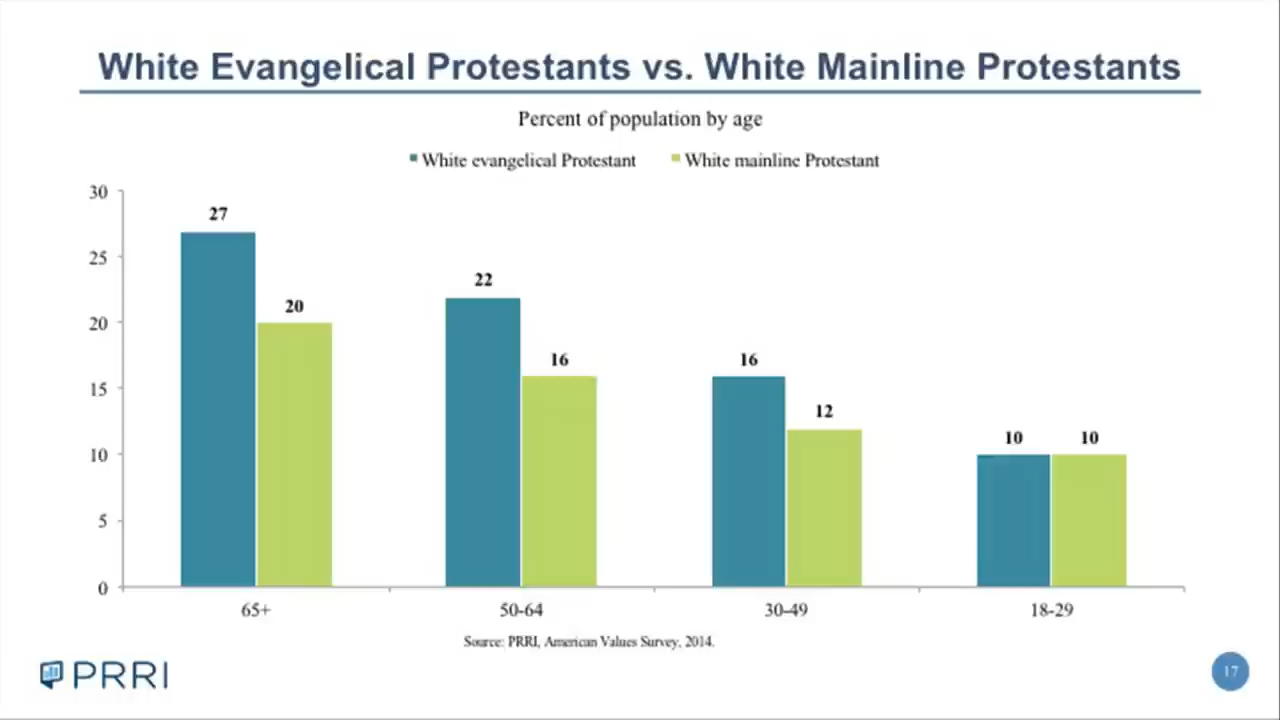 White Evangelical Protestants vs. White Mainline Protestants
Percent of population by age
White evangelical Protestant White mainline Protestant
30
25
20
15
10
5
0
27
20
22
16
16
12
10
10
65+ 50-64 30-49 18-29
Source: PRRI, American Values Survey, 2014.
PRRI
17